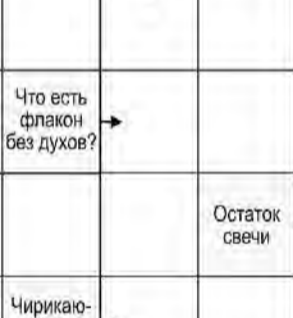 Что есть
флакон
без духов?
Остаток
свечи
Чирикаю-